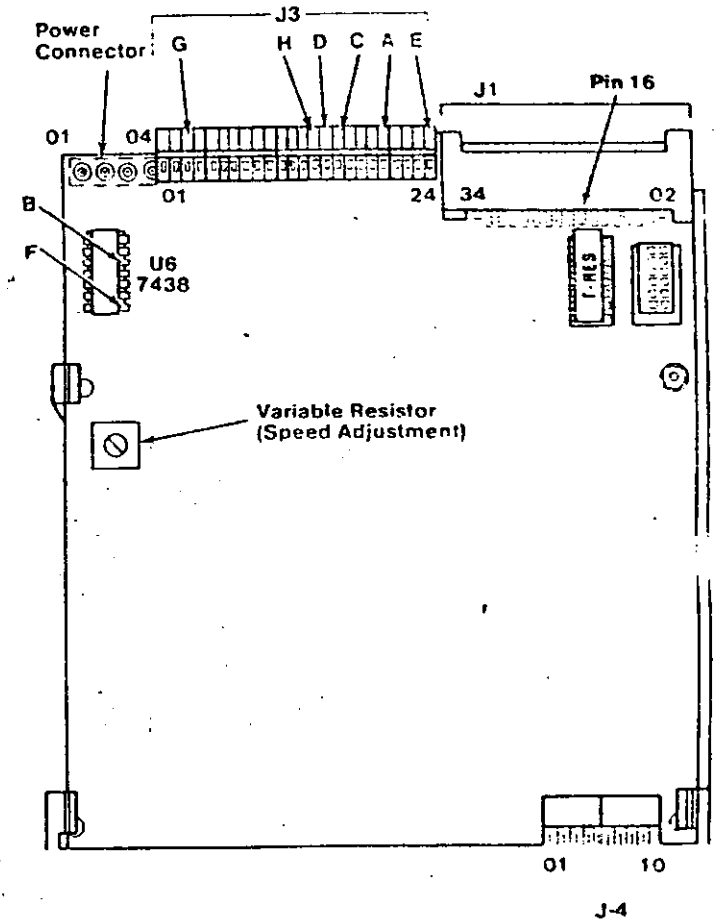 J3
Power
Connector
G H D C A E
J1
Pin 16
01 04
01 24
34 02
B
F
U6
7438
T-RES
Variable Resistor
(Speed Adjustment)
01 10
J-4